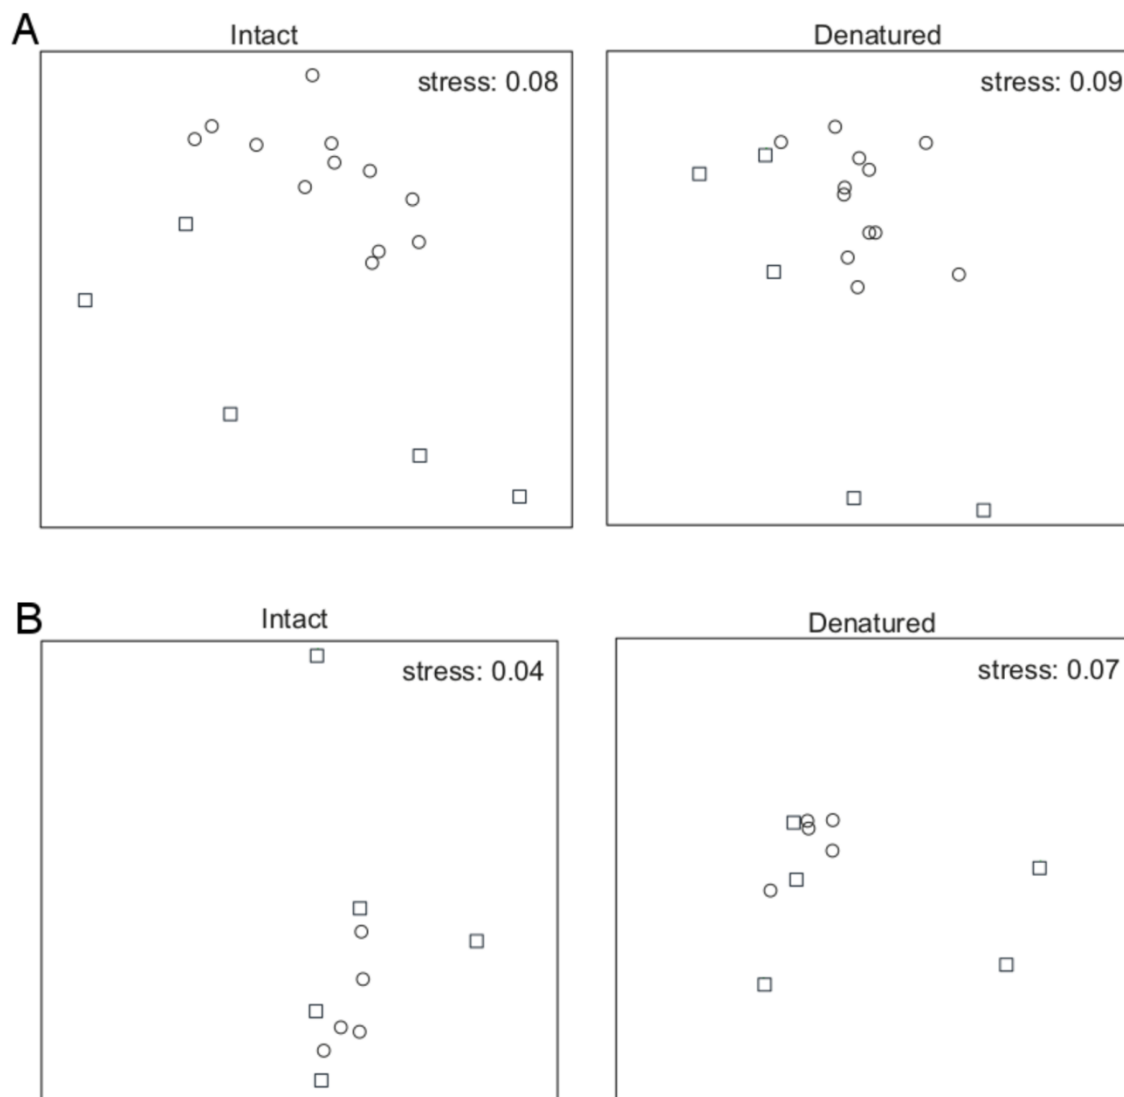 A
Intact
Denatured
stress: 0.08
stress: 0.09
B
Intact
Denatured
stress: 0.04
stress: 0.07